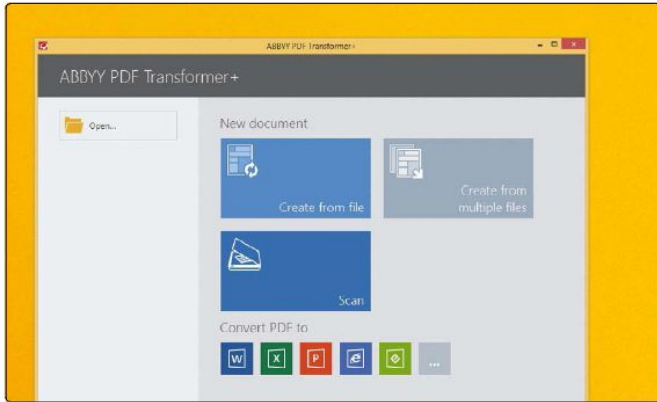 ABBYY PDF Transformer+
ABBYY PDF Transformer+
Open...
New document
Create from file
Create from
multiple files
Scan
Convert PDF to
W
X
P
e
...